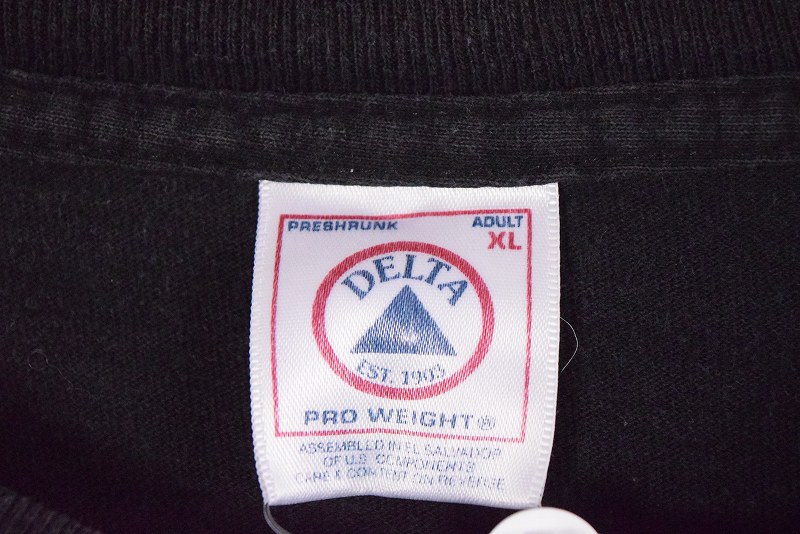 PRESHRUNK ADULT
XL
DELTA
EST. 1903
PRO WEIGHT®
ASSEMBLED IN EL SALVADOR
OF U.S. COMPONENTS
CARE & CONTENT ON REVERSE